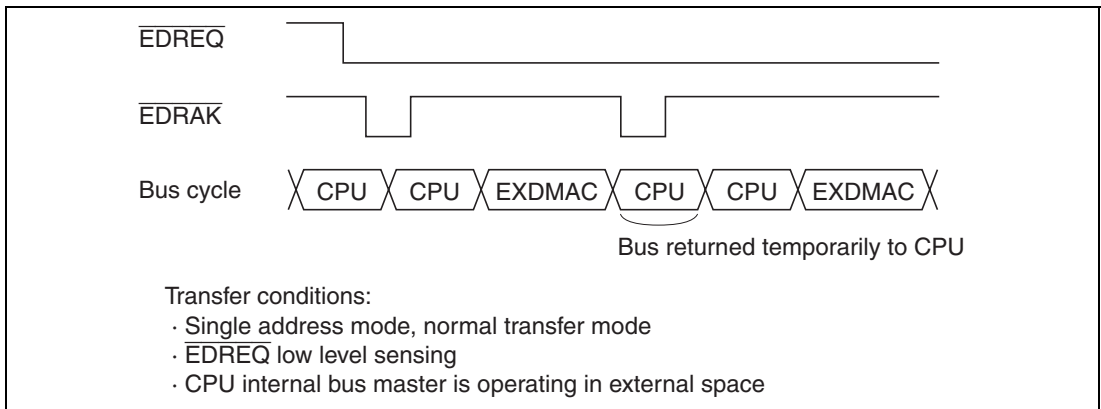 EDREQ
EDRAK
Bus cycle CPU CPU EXDMAC CPU CPU EXDMAC
Bus returned temporarily to CPU
Transfer conditions:
· Single address mode, normal transfer mode
· EDREQ low level sensing
· CPU internal bus master is operating in external space